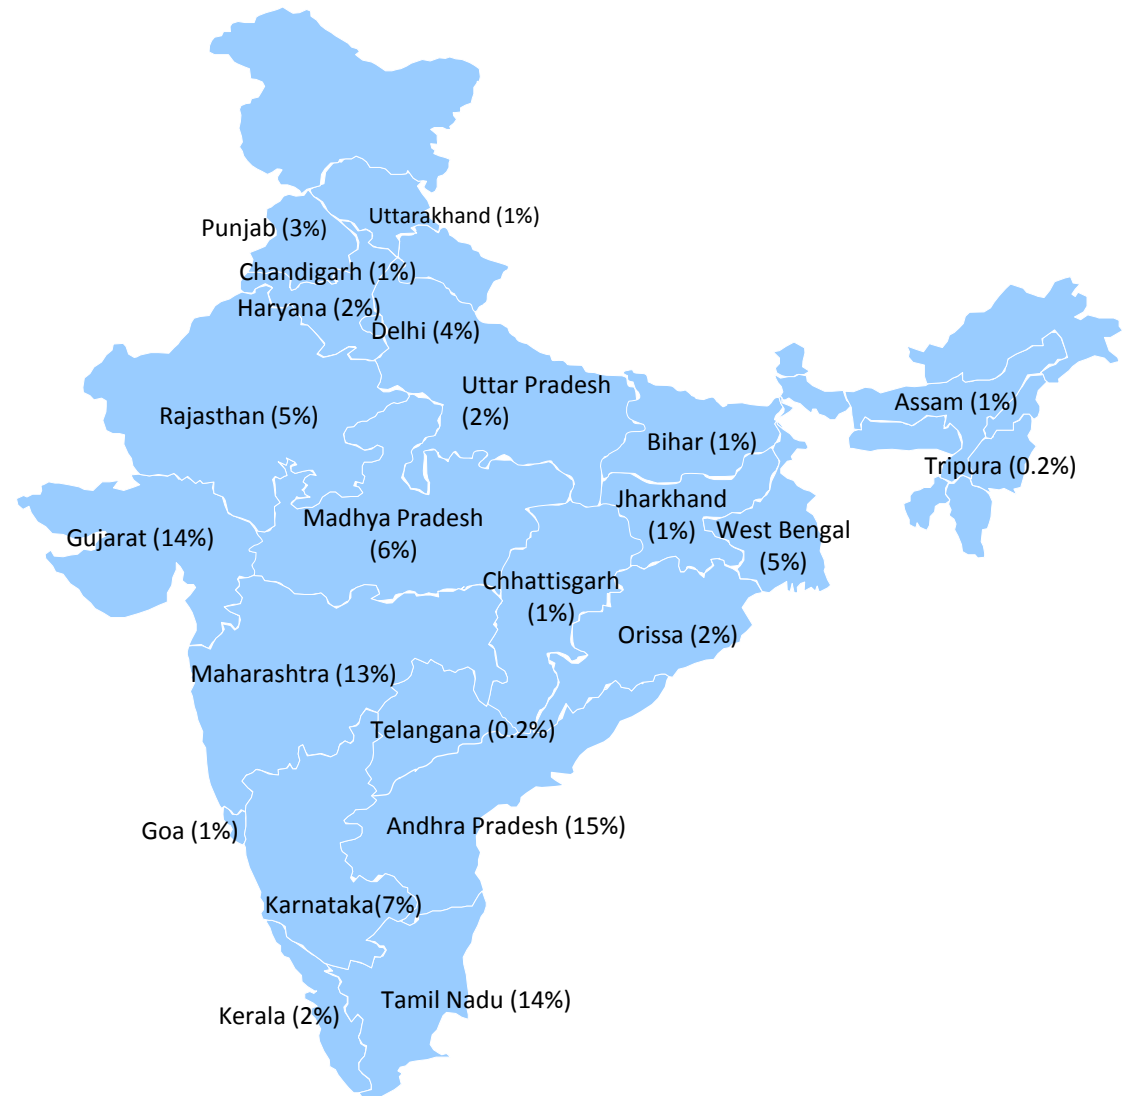 Uttarakhand (1%)
Punjab (3%)
Chandigarh (1%)
Haryana (2%)
Delhi (4%)
Uttar Pradesh
(2%)
Rajasthan (5%)
Assam (1%)
Bihar (1%)
Tripura (0.2%)
Jharkhand
(1%)
Madhya Pradesh
(6%)
West Bengal
(5%)
Gujarat (14%)
Chhattisgarh
(1%)
Orissa (2%)
Maharashtra (13%)
Telangana (0.2%)
Andhra Pradesh (15%)
Goa (1%)
Karnataka(7%)
Tamil Nadu (14%)
Kerala (2%)